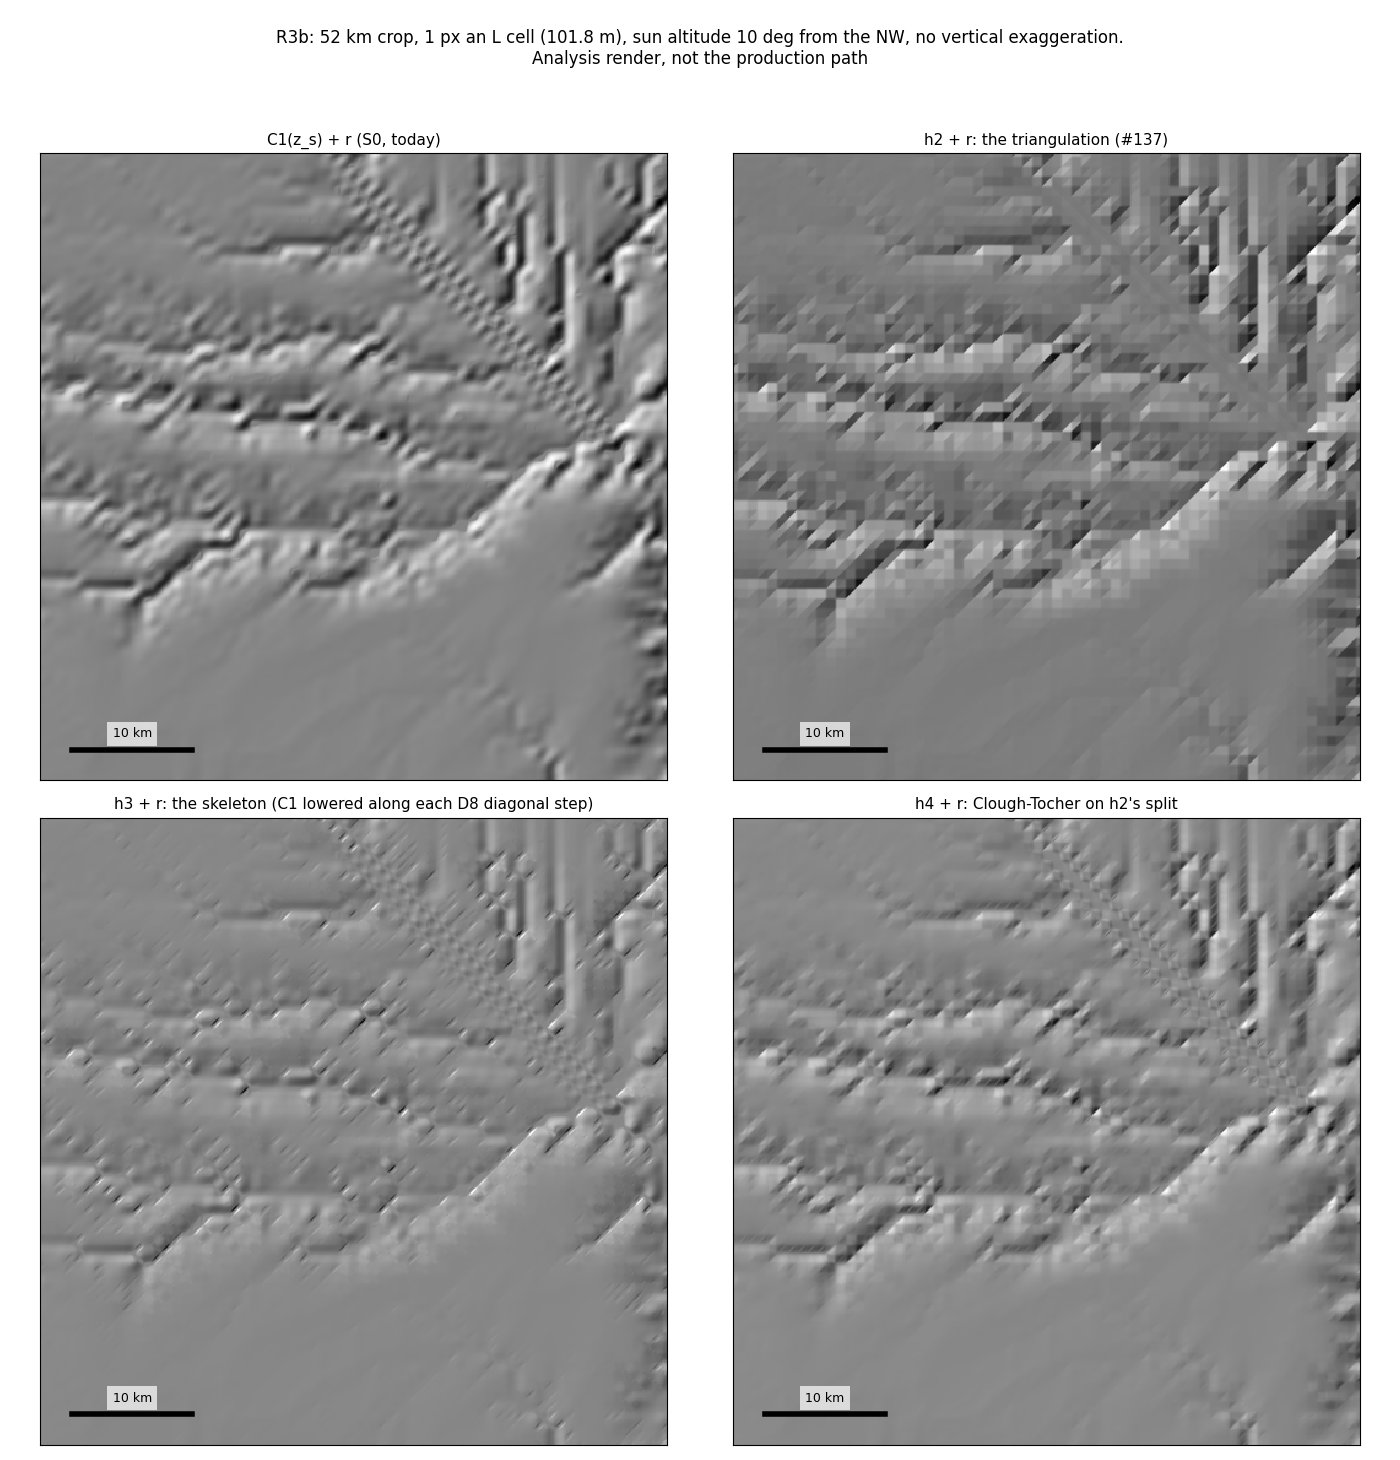 R3b: 52 km crop, 1 px an L cell (101.8 m), sun altitude 10 deg from the NW, no vertical exaggeration.
Analysis render, not the production path
C1(z_s) + r (S0, today)
h2 + r: the triangulation (#137)
10 km
10 km
h3 + r: the skeleton (C1 lowered along each D8 diagonal step)
h4 + r: Clough-Tocher on h2's split
10 km
10 km